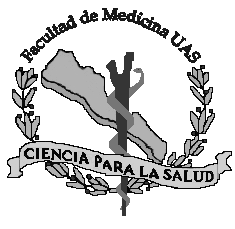 Facultad de Medicina UAS
CIENCIA PARA LA SALUD